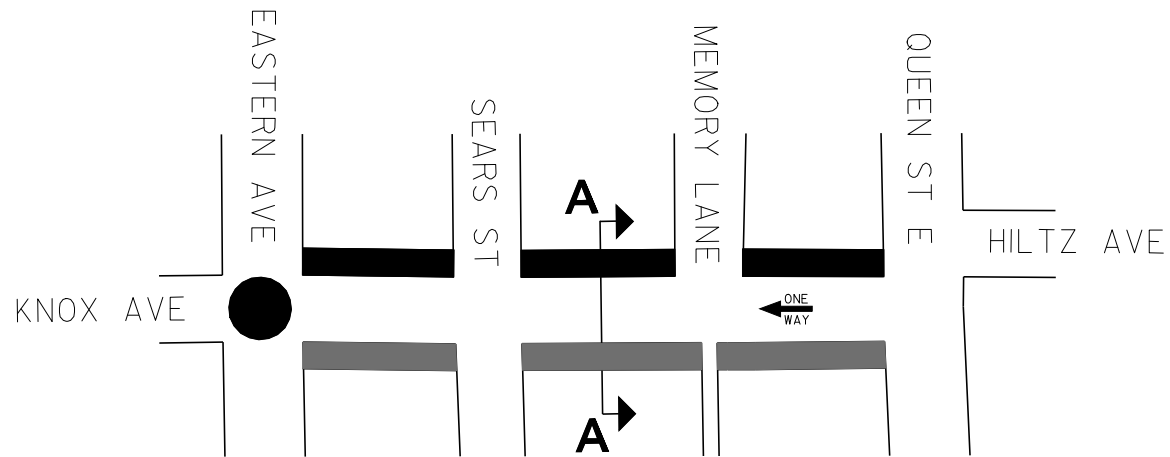 EASTERN AVE
SEARS ST
MEMORY LANE
QUEEN ST E
A
HILTZ AVE
KNOX AVE
ONE
WAY
A